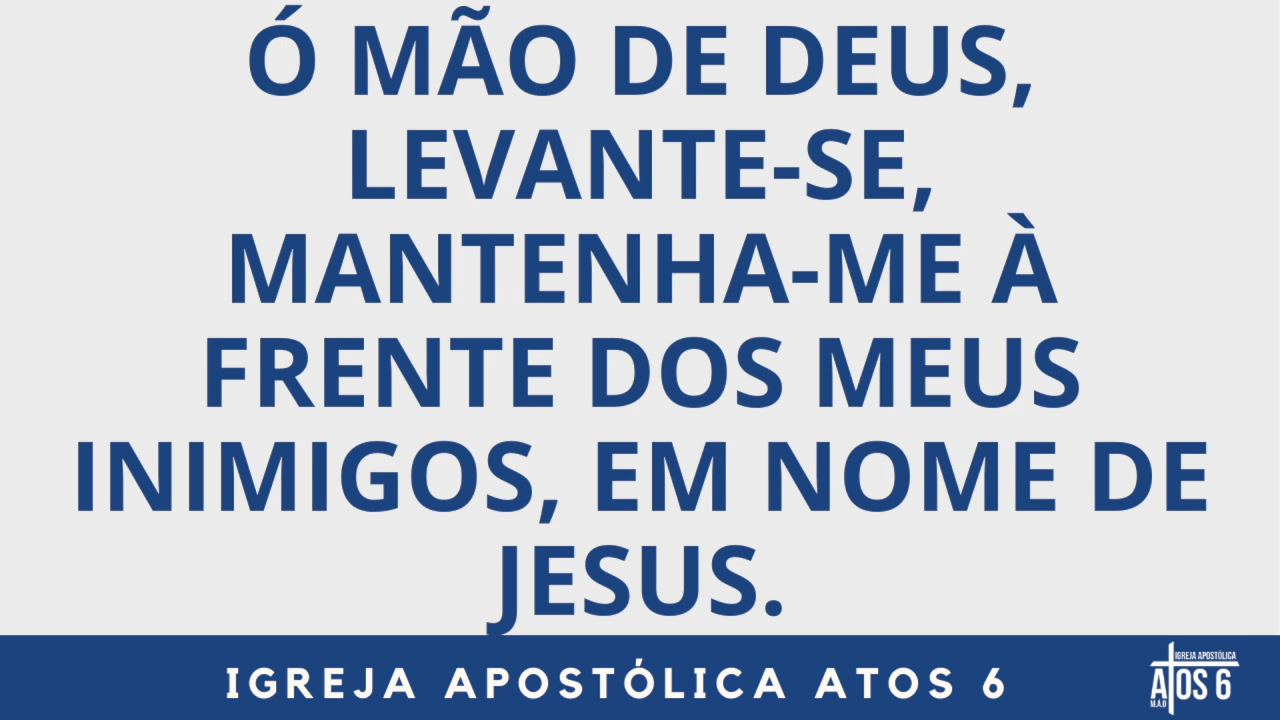 Ó MÃO DE DEUS,
LEVANTE-SE,
MANTENHA-ME À
FRENTE DOS MEUS
INIMIGOS, EM NOME DE
JESUS.
IGREJA APOSTÓLICA ATOS 6
IGREJA APOSTÓLICA
ATOS 6
M.A.D